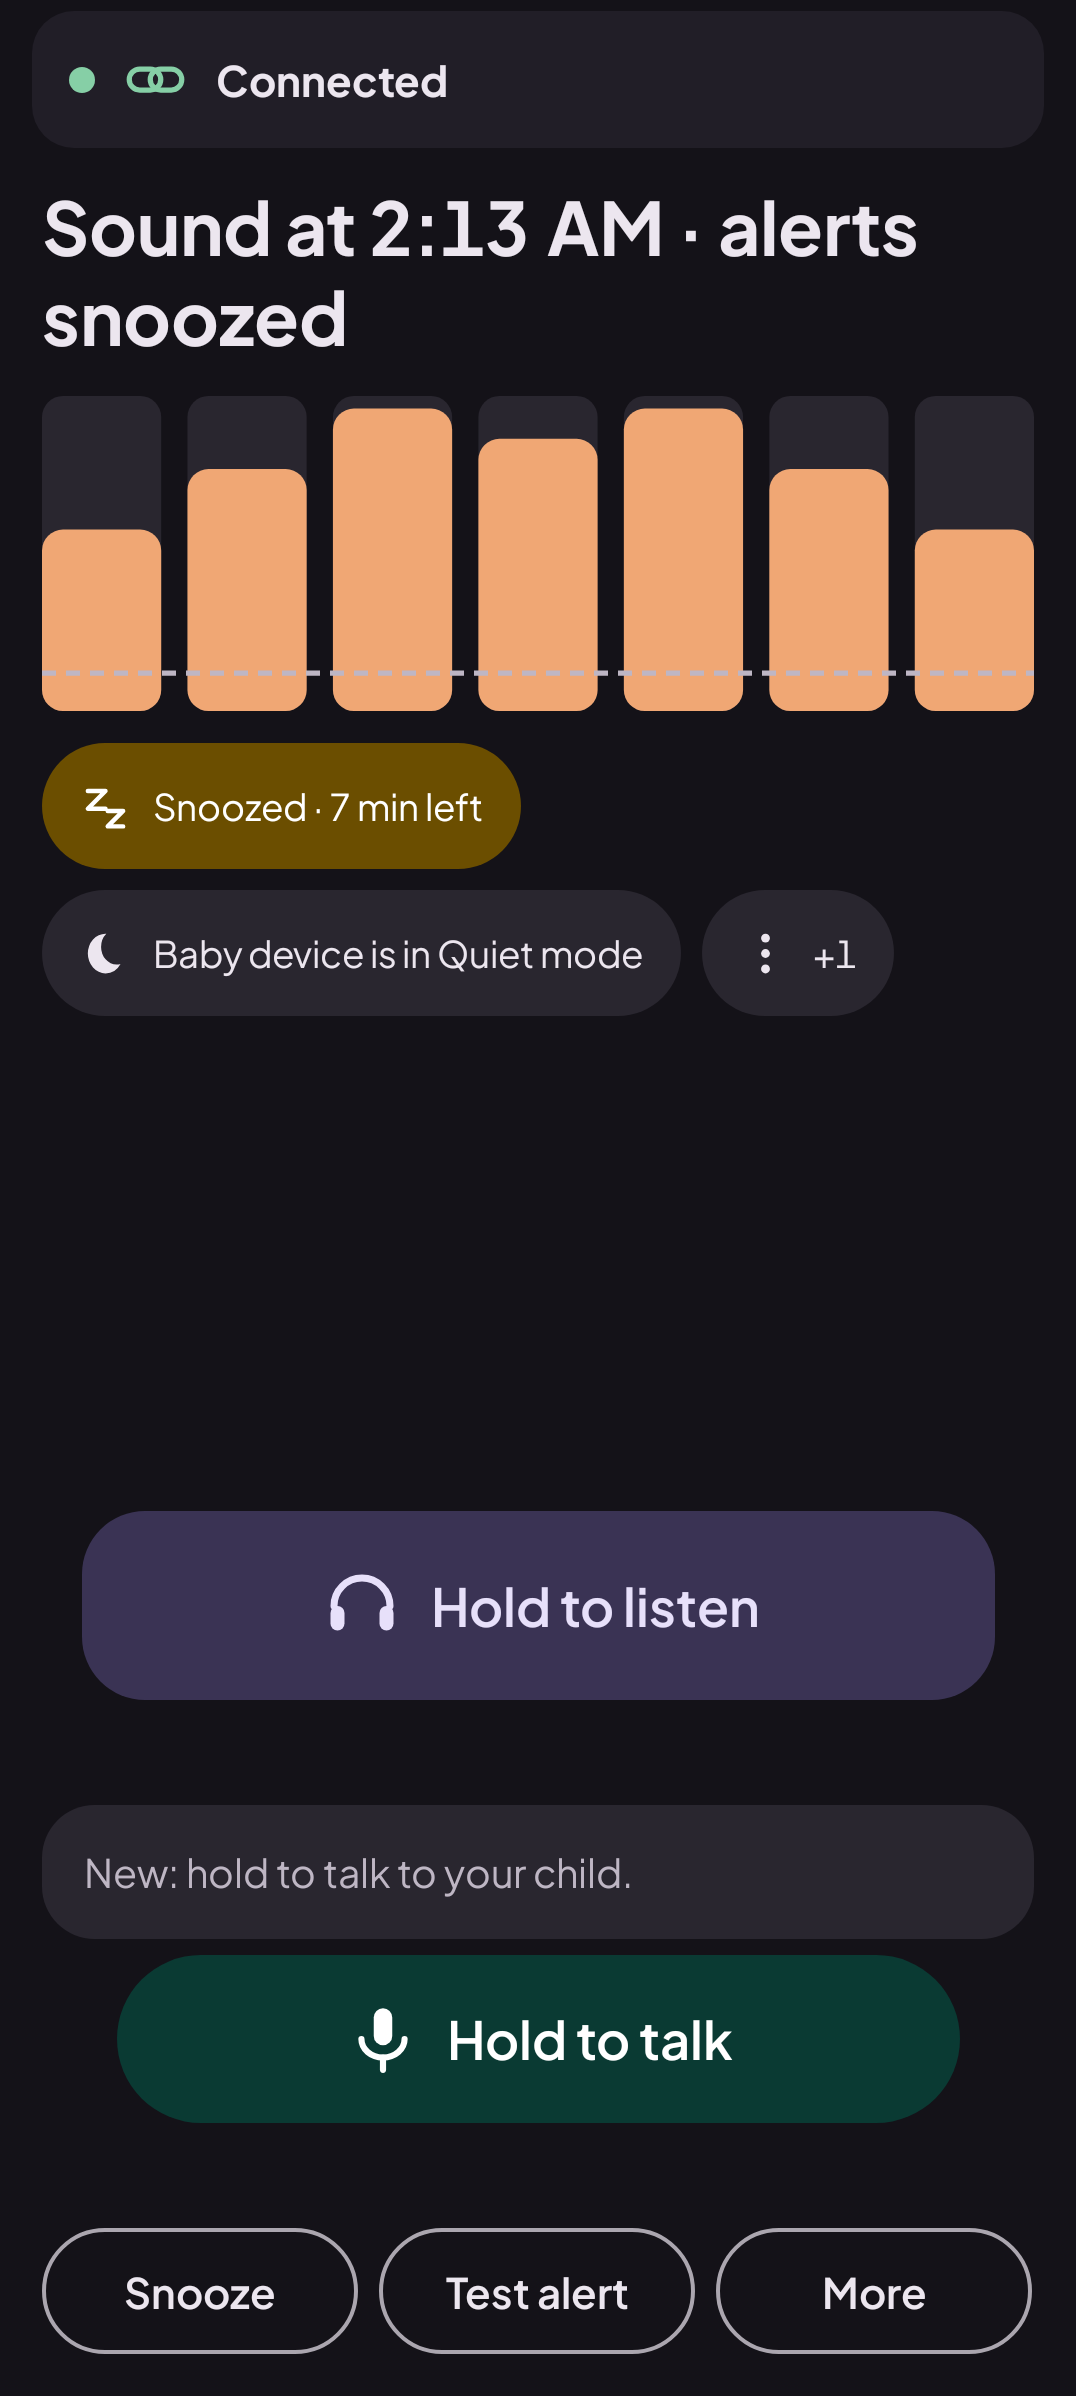 Connected
Sound at 2:13 AM · alerts
snoozed
Snoozed · 7 min left
Baby device is in Quiet mode
+1
Hold to listen
New: hold to talk to your child.
Hold to talk
Snooze
Test alert
More